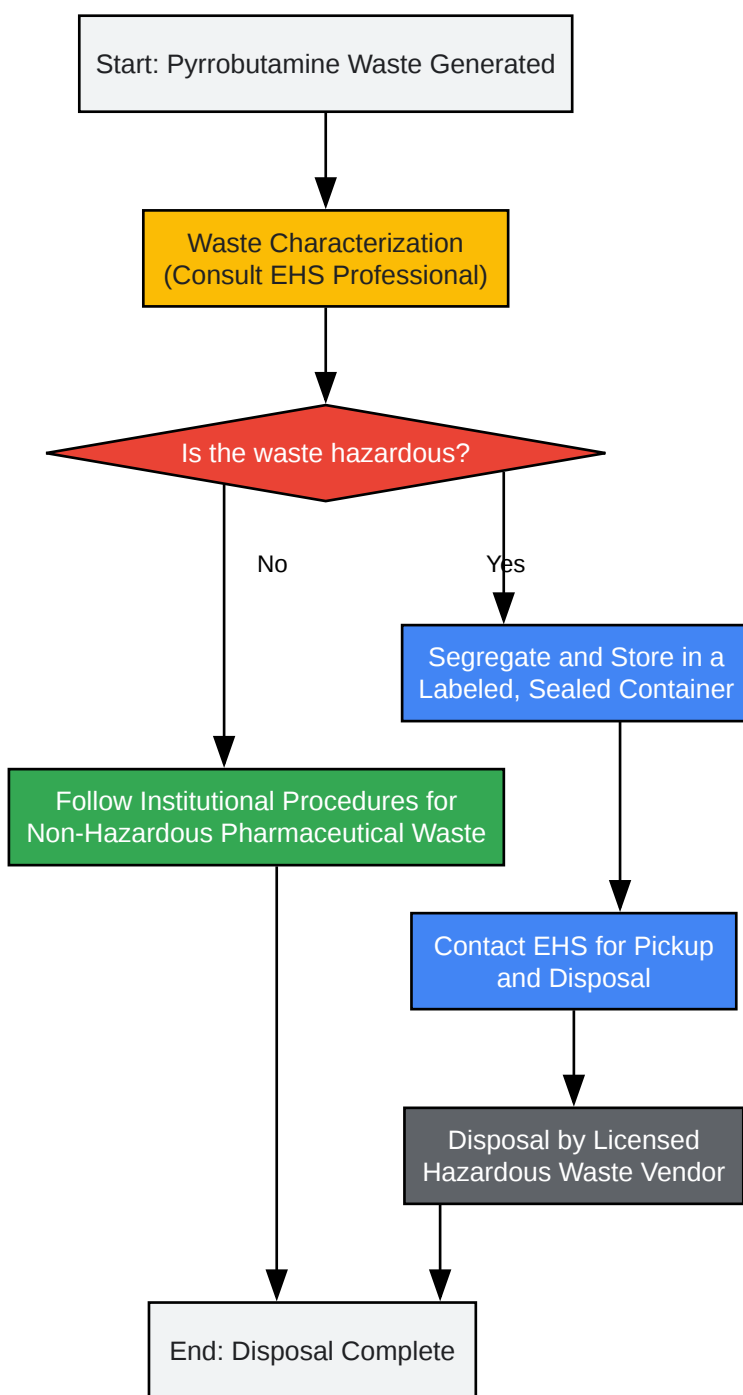 Start: Pyrrobutamine Waste Generated
Waste Characterization
(Consult EHS Professional)
Is the waste hazardous?
No
Yes
Segregate and Store in a
Labeled, Sealed Container
Follow Institutional Procedures for
Non-Hazardous Pharmaceutical Waste
Contact EHS for Pickup
and Disposal
Disposal by Licensed
Hazardous Waste Vendor
End: Disposal Complete